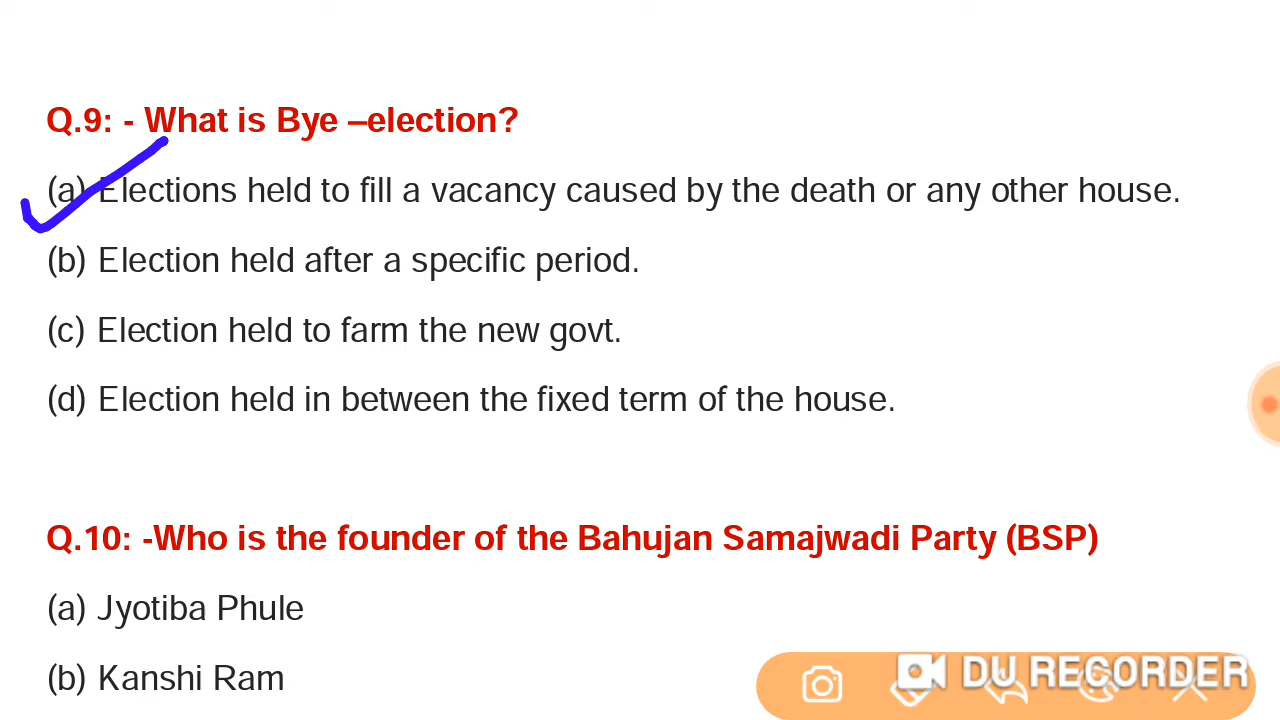 Q.9: - What is Bye –election?
(a) Elections held to fill a vacancy caused by the death or any other house.
(b) Election held after a specific period.
(c) Election held to farm the new govt.
(d) Election held in between the fixed term of the house.
Q.10: -Who is the founder of the Bahujan Samajwadi Party (BSP)
(a) Jyotiba Phule
(b) Kanshi Ram
DU RECORDER